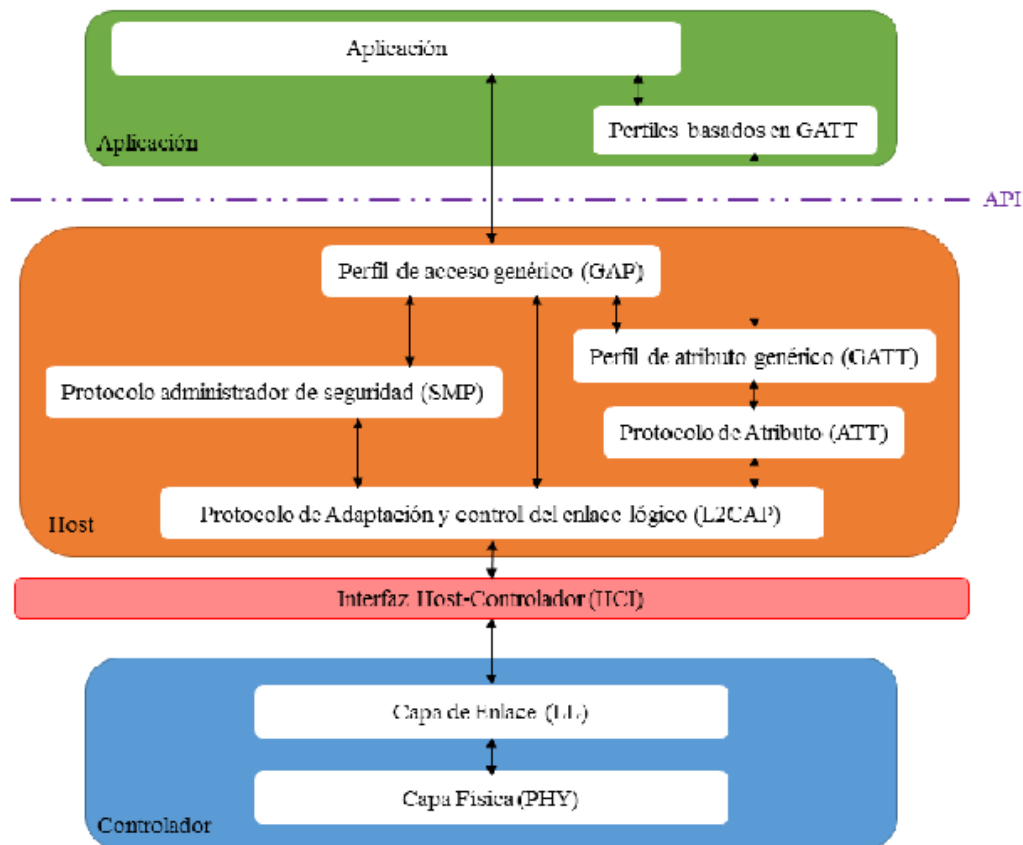 Aplicación
Perfiles basados en GATT
Aplicación
API
Perfil de acceso genérico (GAP)
Perfil de atributo genérico (GATT)
Protocolo administrador de seguridad (SMP)
Protocolo de Atributo (ATT)
Protocolo de Adaptación y control del enlace lógico (L2CAP)
Host
Interfaz Host-Controlador (HCI)
Capa de Enlace (LL)
Capa Física (PHY)
Controlador